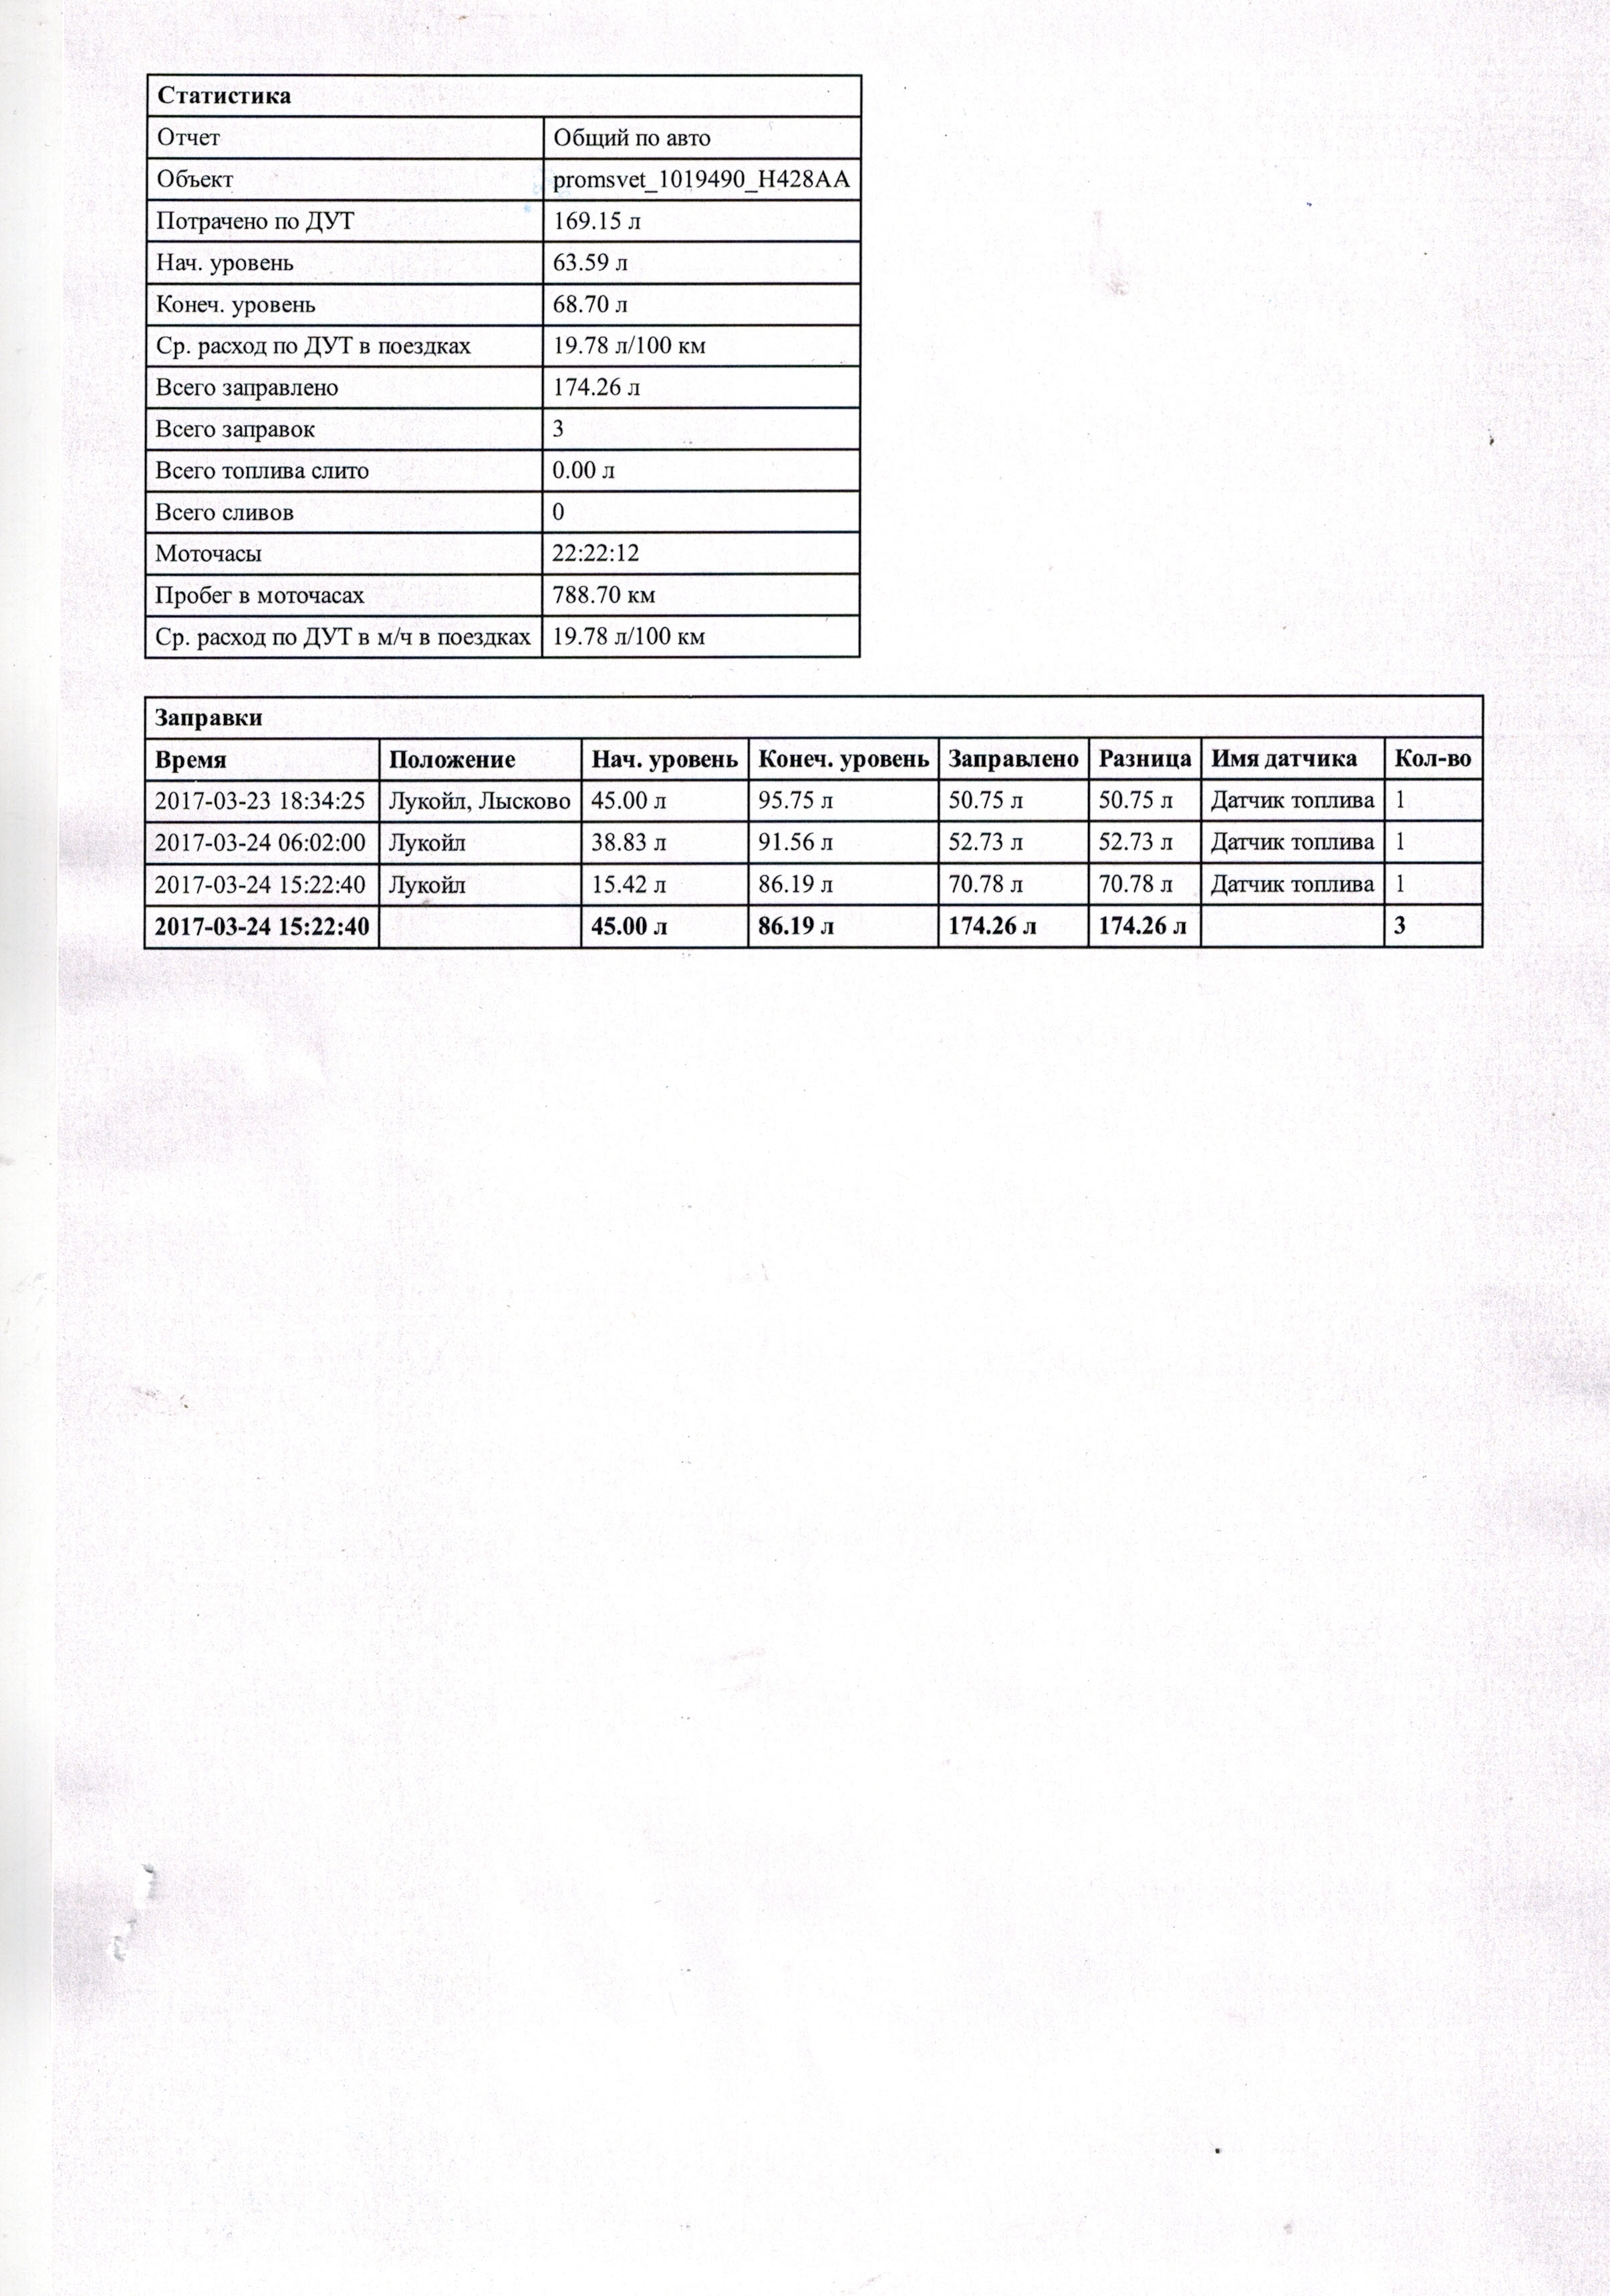 Статистика
Отчет Общий по авто
Объект promsvet_1019490_H428AA
Потрачено по ДУТ 169.15 л
Нач. уровень 63.59 л
Конеч. уровень 68.70 л
Ср. расход по ДУТ в поездках 19.78 л/100 км
Всего заправлено 174.26 л
Всего заправок 3
Всего топлива слито 0.00 л
Всего сливов 0
Моточасы 22:22:12
Пробег в моточасах 788.70 км
Ср. расход по ДУТ в м/ч в поездках 19.78 л/100 км
Заправки
Время Положение Нач. уровень Конеч. уровень Заправлено Разница Имя датчика Кол-во
2017-03-23 18:34:25 Лукойл, Лысково 45.00 л 95.75 л 50.75 л 50.75 л Датчик топлива 1
2017-03-24 06:02:00 Лукойл 38.83 л 91.56 л 52.73 л 52.73 л Датчик топлива 1
2017-03-24 15:22:40 Лукойл 15.42 л 86.19 л 70.78 л 70.78 л Датчик топлива 1
2017-03-24 15:22:40 45.00 л 86.19 л 174.26 л 174.26 л 3